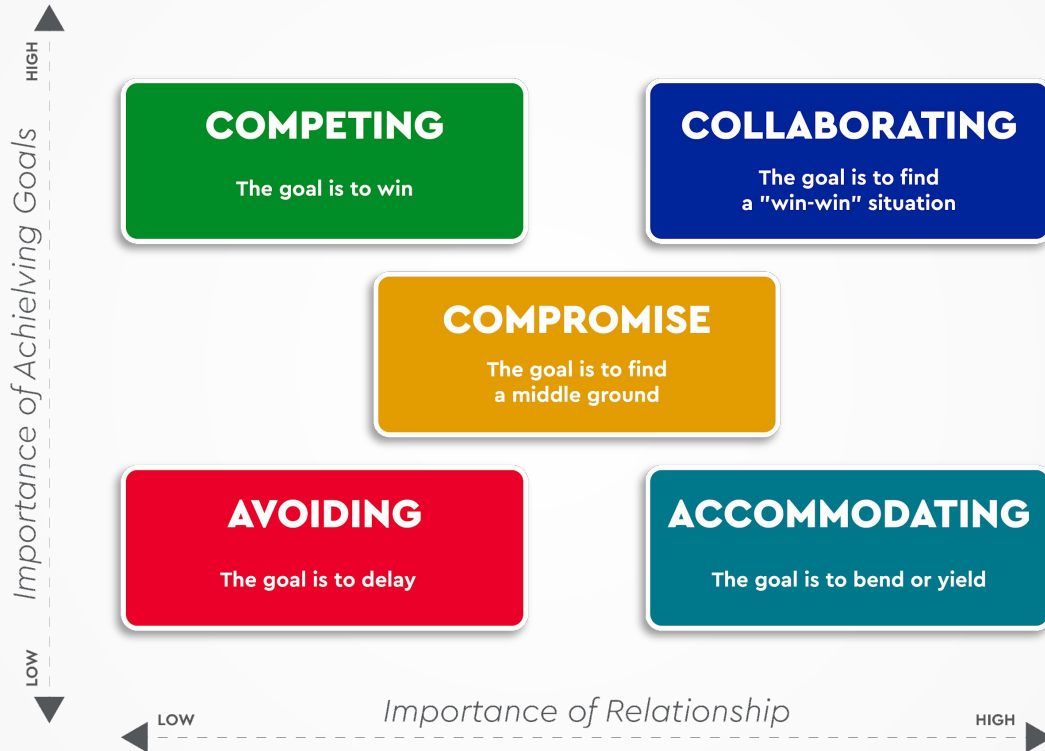 HIGH
Importance of Achielving Goals
LOW
COMPETING
The goal is to win
COLLABORATING
The goal is to find
a "win-win" situation
COMPROMISE
The goal is to find
a middle ground
AVOIDING
The goal is to delay
ACCOMMODATING
The goal is to bend or yield
LOW
Importance of Relationship
HIGH